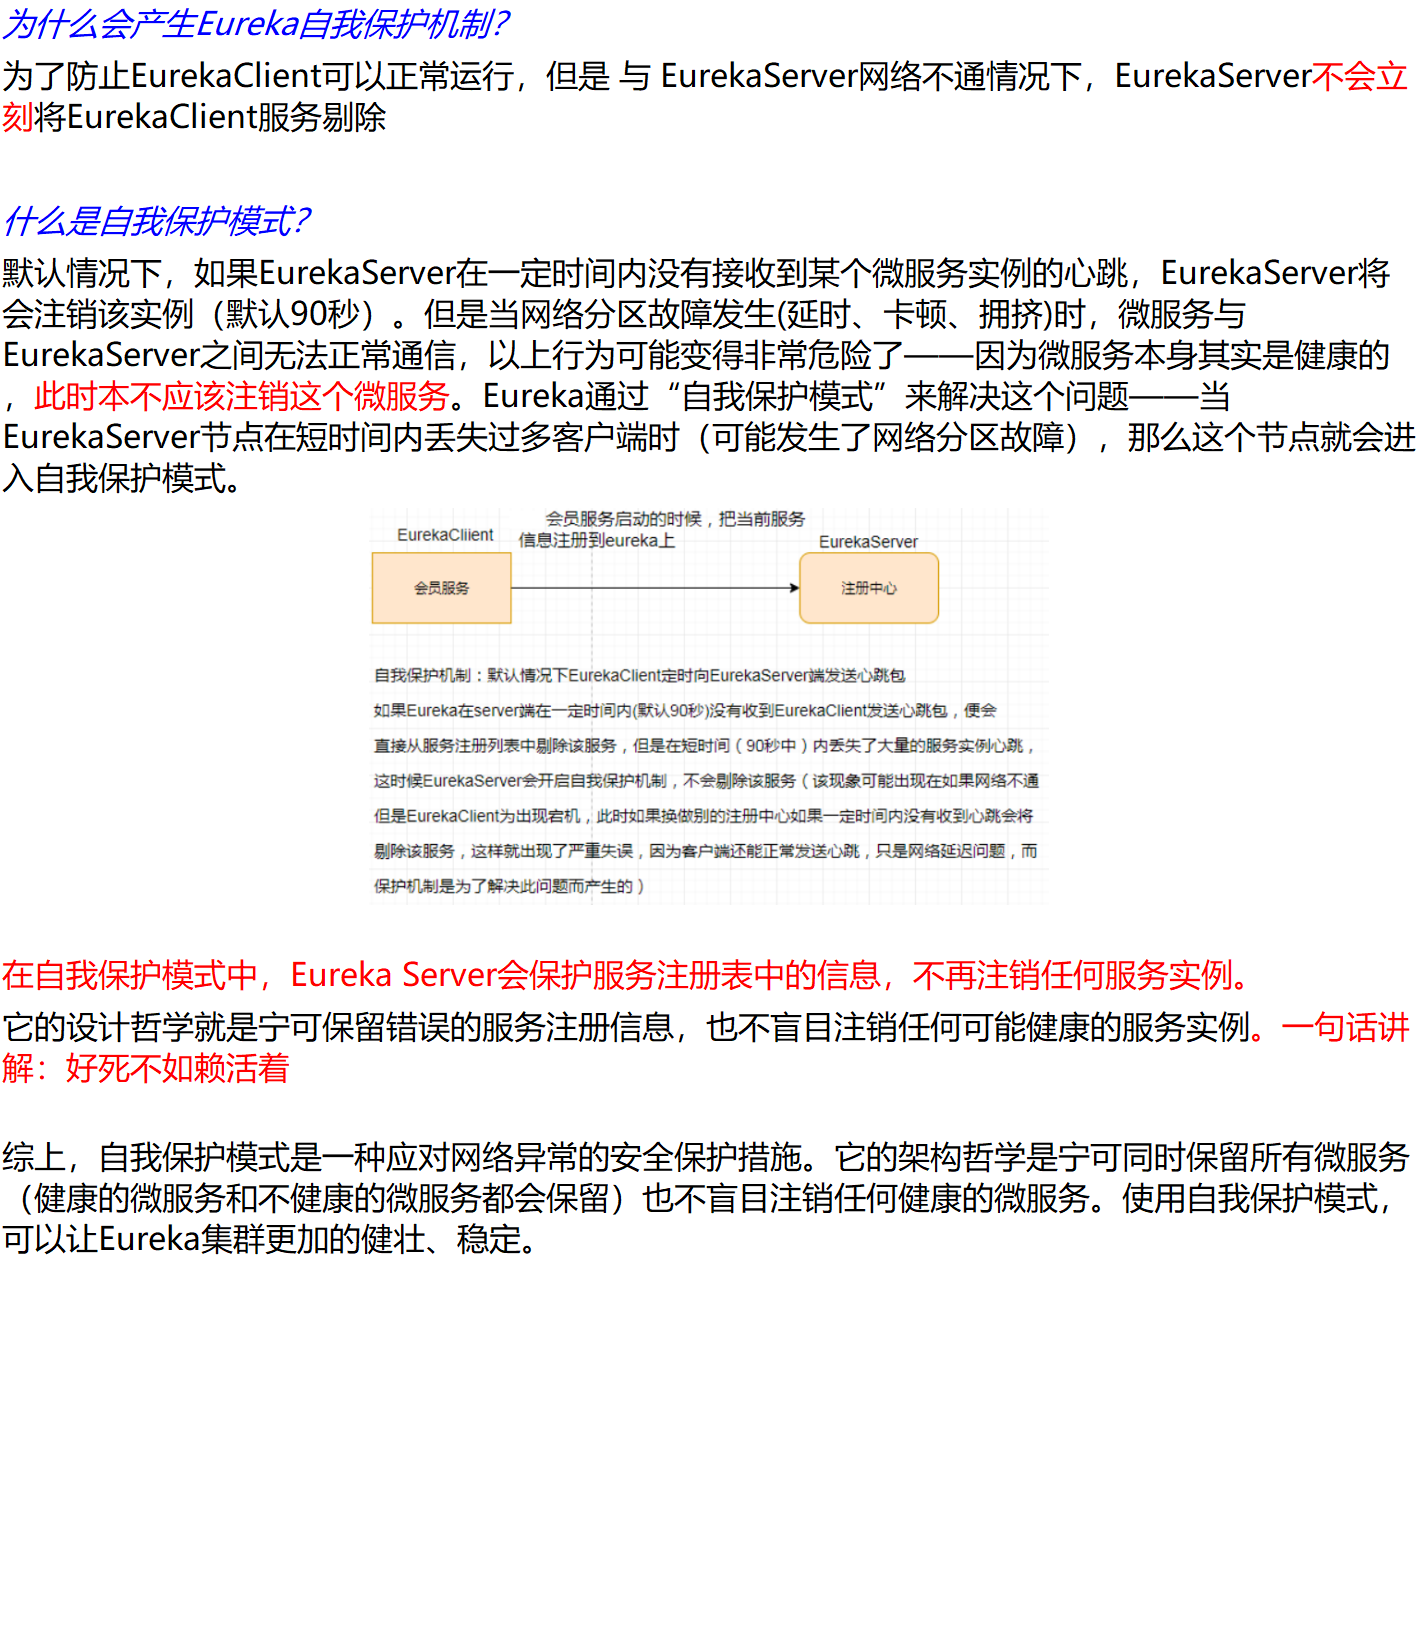 为什么会产生Eureka自我保护机制?
为了防止EurekaClient可以正常运行，但是 与 EurekaServer网络不通情况下，EurekaServer不会立
刻将EurekaClient服务剔除
什么是自我保护模式?
默认情况下，如果EurekaServer在一定时间内没有接收到某个微服务实例的心跳，EurekaServer将
会注销该实例（默认90秒）。但是当网络分区故障发生(延时、卡顿、拥挤)时，微服务与
EurekaServer之间无法正常通信，以上行为可能变得非常危险了——因为微服务本身其实是健康的
，此时本不应该注销这个微服务。Eureka通过“自我保护模式”来解决这个问题——当
EurekaServer节点在短时间内丢失过多客户端时（可能发生了网络分区故障），那么这个节点就会进
入自我保护模式。
会员服务启动的时候，把当前服务
信息注册到eureka上
EurekaCliient
EurekaServer
会员服务
注册中心
自我保护机制：默认情况下EurekaClient定时向EurekaServer端发送心跳包
如果Eureka在server端在一定时间内(默认90秒)没有收到EurekaClient发送心跳包，便会
直接从服务注册列表中剔除该服务，但是在短时间（90秒中）内丢失了大量的服务实例心跳，
这时候EurekaServer会开启自我保护机制，不会剔除该服务（该现象可能出现在如果网络不通
但是EurekaClient为出现宕机，此时如果换做别的注册中心如果一定时间内没有收到心跳会将
剔除该服务，这样就出现了严重失误，因为客户端还能正常发送心跳，只是网络延迟问题，而
保护机制是为了解决此问题而产生的）
在自我保护模式中，Eureka Server会保护服务注册表中的信息，不再注销任何服务实例。
它的设计哲学就是宁可保留错误的服务注册信息，也不盲目注销任何可能健康的服务实例。一句话讲
解：好死不如赖活着
综上，自我保护模式是一种应对网络异常的安全保护措施。它的架构哲学是宁可同时保留所有微服务
（健康的微服务和不健康的微服务都会保留）也不盲目注销任何健康的微服务。使用自我保护模式，
可以让Eureka集群更加的健壮、稳定。